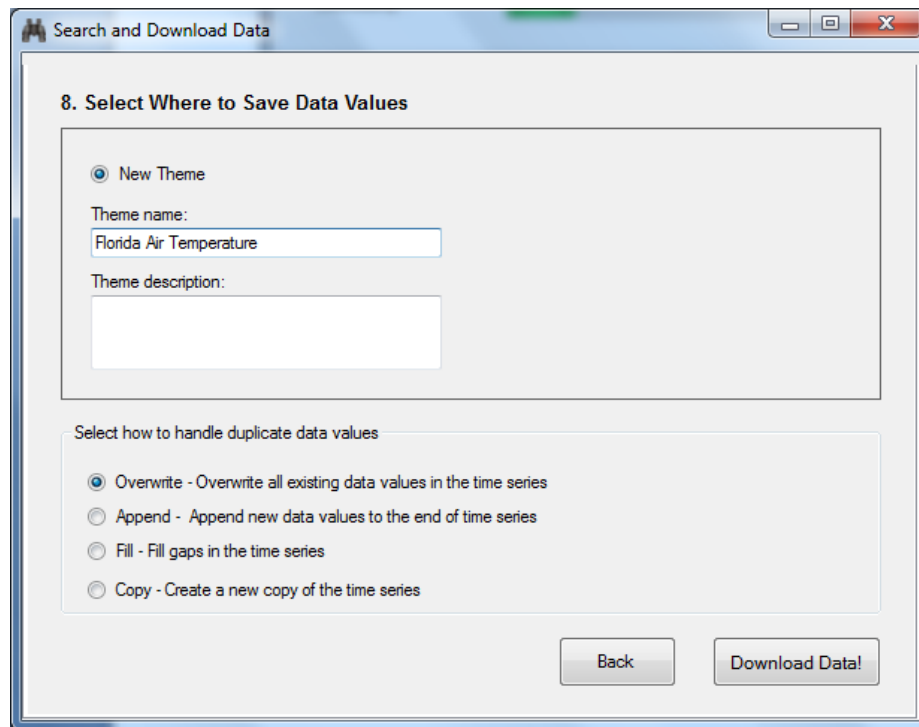 Search and Download Data
8. Select Where to Save Data Values
New Theme
Theme name:
Florida Air Temperature
Theme description:
Select how to handle duplicate data values
Overwrite - Overwrite all existing data values in the time series
Append -  Append new data values to the end of time series
Fill - Fill gaps in the time series
Copy - Create a new copy of the time series
Back
Download Data!